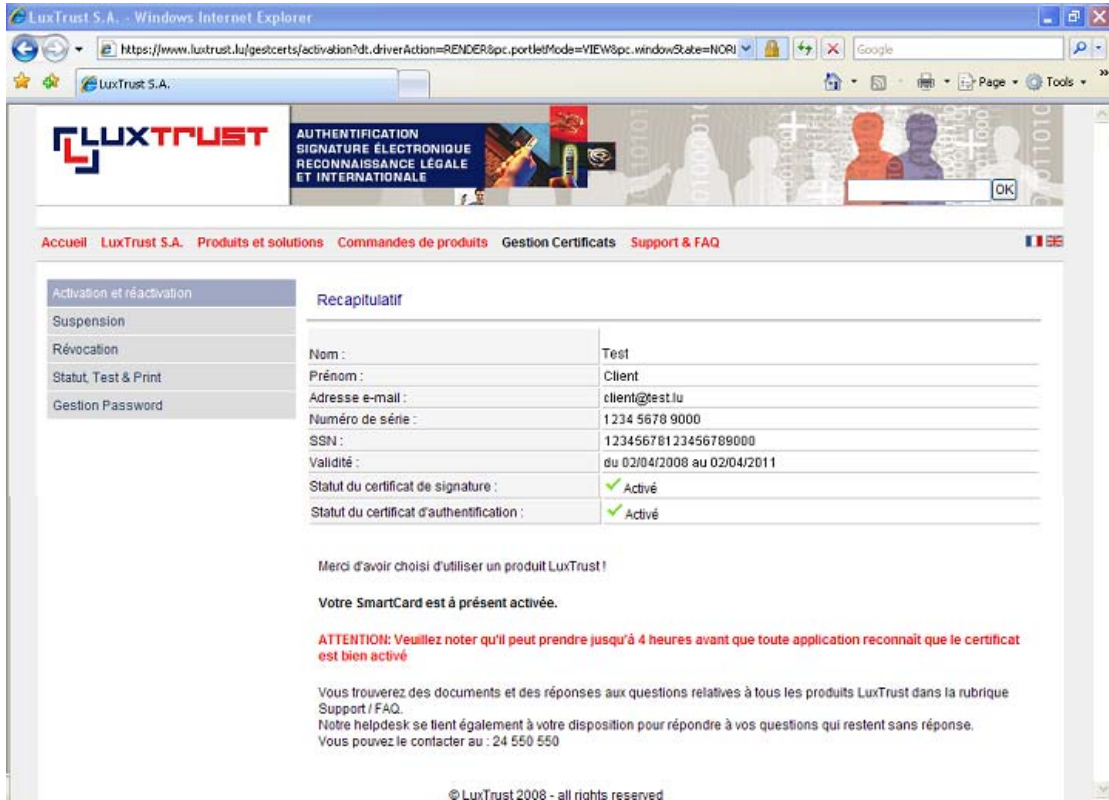 LuxTrust S.A. - Windows Internet Explorer
https://www.luxtrust.lu/gestcerts/activation?dt.driverAction=RENDER&pc.portletMode=VIEW&pc.windowState=NORI
Google
LuxTrust S.A.
Page
Tools
LUXTRUST
AUTHENTIFICATION
SIGNATURE ÉLECTRONIQUE
RECONNAISSANCE LÉGALE
ET INTERNATIONALE
OK
Accueil LuxTrust S.A. Produits et solutions Commandes de produits Gestion Certificats Support & FAQ
Activation et réactivation
Suspension
Révocation
Statut, Test & Print
Gestion Password
Recapitulatif
Nom : Test
Prénom : Client
Adresse e-mail : client@test.lu
Numéro de série : 1234 5678 9000
SSN : 12345678123456789000
Validité : du 02/04/2008 au 02/04/2011
Statut du certificat de signature : Activé
Statut du certificat d'authentification : Activé
Merci d'avoir choisi d'utiliser un produit LuxTrust !
Votre SmartCard est à présent activée.
ATTENTION: Veuillez noter qu'il peut prendre jusqu'à 4 heures avant que toute application reconnaît que le certificat
est bien activé
Vous trouverez des documents et des réponses aux questions relatives à tous les produits LuxTrust dans la rubrique
Support / FAQ.
Notre helpdesk se tient également à votre disposition pour répondre à vos questions qui restent sans réponse.
Vous pouvez le contacter au : 24 550 550
© LuxTrust 2008 - all rights reserved